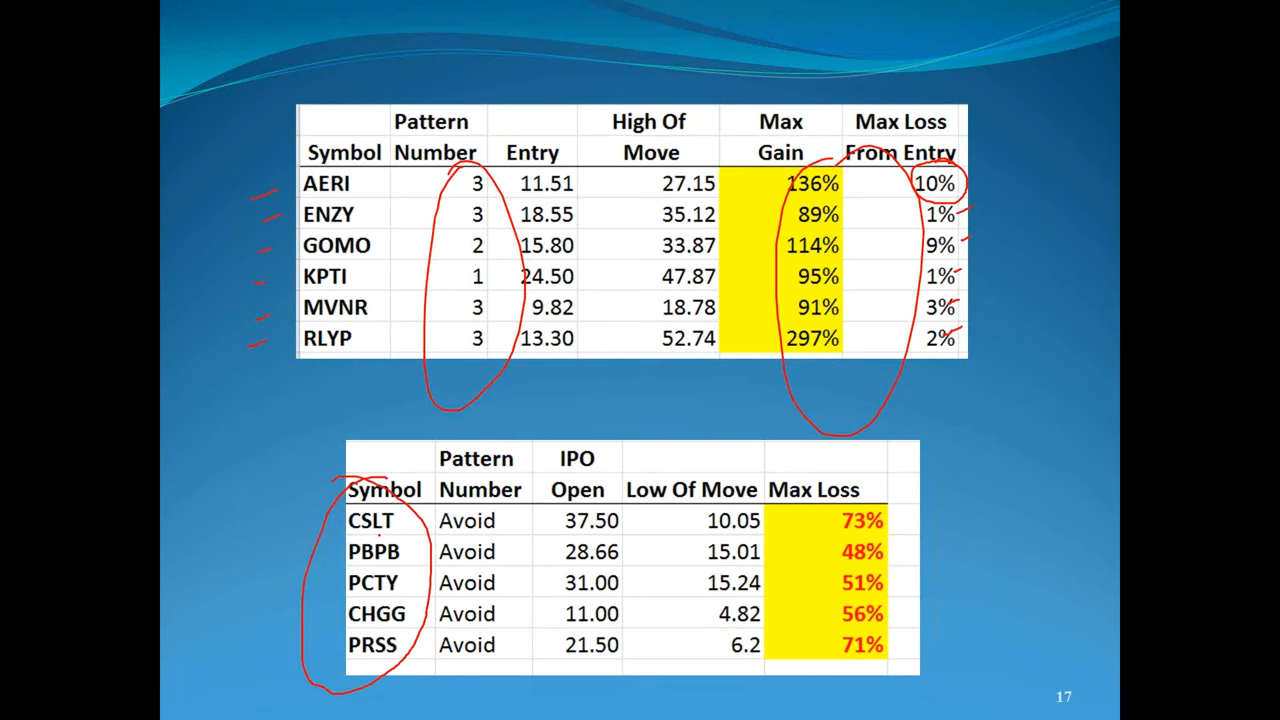 Pattern High Of Max Max Loss
Symbol Number Entry Move Gain From Entry
AERI 3 11.51 27.15 136% 10%
ENZY 3 18.55 35.12 89% 1%
GOMO 2 15.80 33.87 114% 9%
KPTI 1 24.50 47.87 95% 1%
MVNR 3 9.82 18.78 91% 3%
RLYP 3 13.30 52.74 297% 2%
Pattern IPO
Symbol Number Open Low Of Move Max Loss
CSLT Avoid 37.50 10.05 73%
PBPB Avoid 28.66 15.01 48%
PCTY Avoid 31.00 15.24 51%
CHGG Avoid 11.00 4.82 56%
PRSS Avoid 21.50 6.2 71%
17